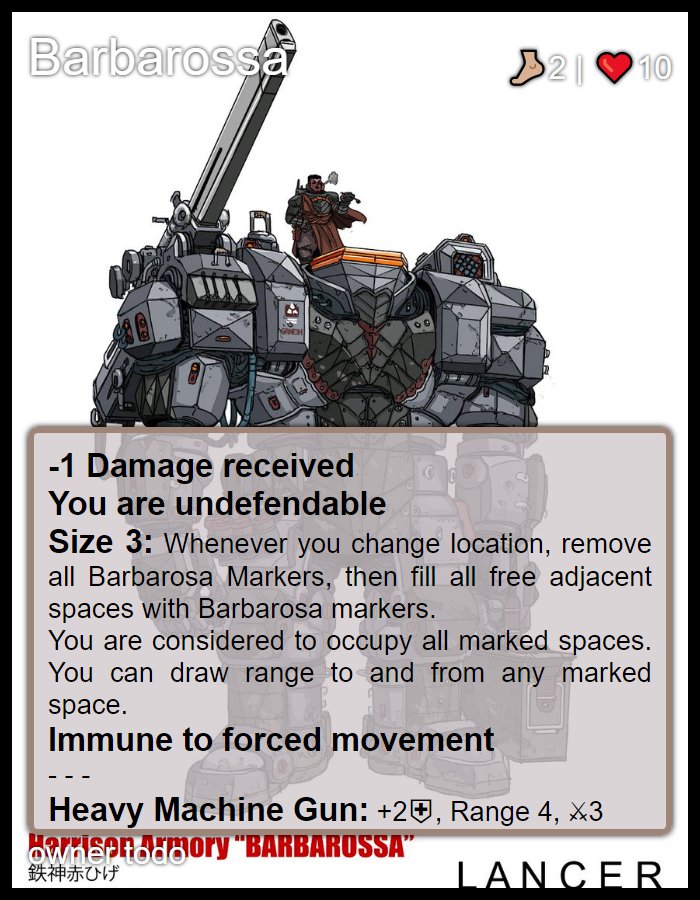 Barbarossa
2 | 10
GANESH
-1 Damage received
You are undefendable
Size 3: Whenever you change location, remove
all Barbarosa Markers, then fill all free adjacent
spaces with Barbarosa markers.
You are considered to occupy all marked spaces.
You can draw range to and from any marked
space.
Immune to forced movement
- - -
Heavy Machine Gun: +2⛨, Range 4, ⚔3
Harrison Armory "BARBAROSSA"
owner todo
鉄神赤ひげ
LANCER